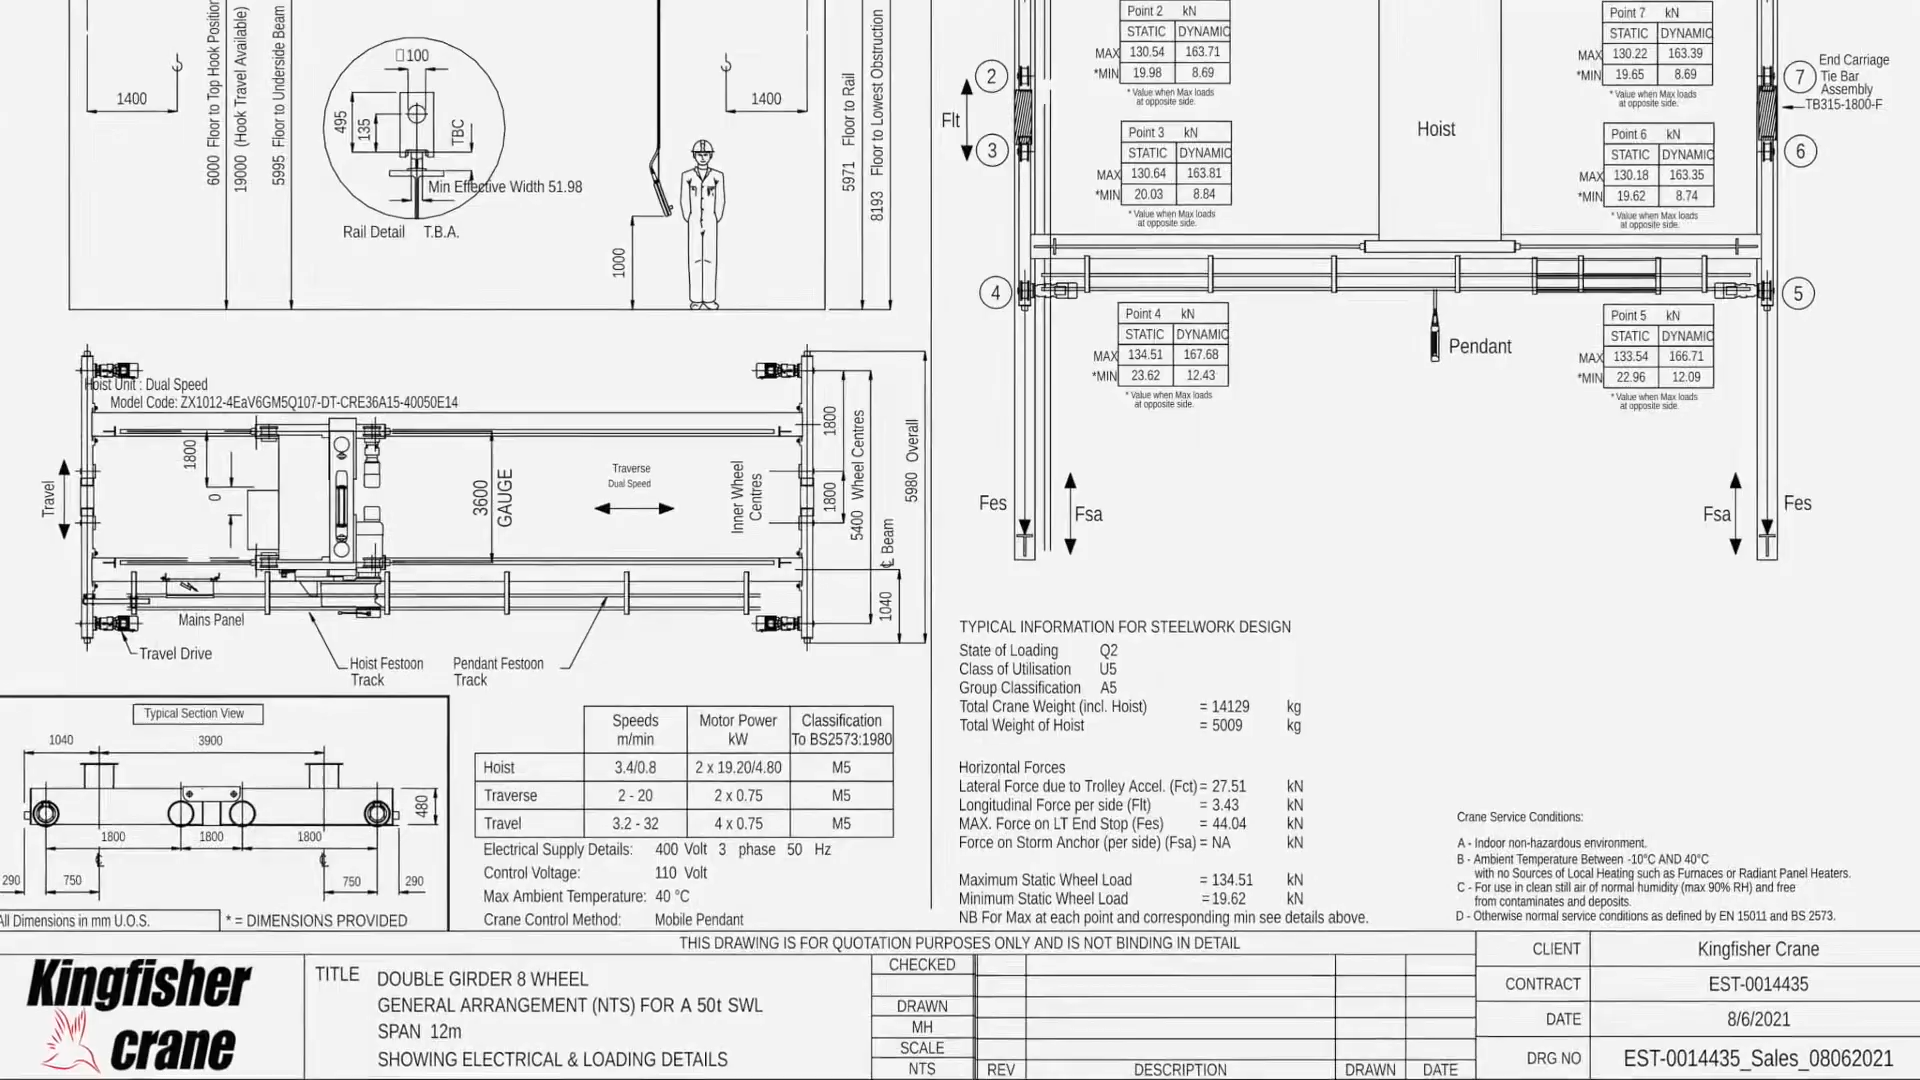 1400
6000 Floor to Top Hook Position
19000 (Hook Travel Available)
5995 Floor to Underside Beam
□100
495
135
TBC
Min Effective Width 51.98
Rail Detail T.B.A.
1000
1400
5971 Floor to Rail
8193 Floor to Lowest Obstruction
Point 2 kN
STATIC DYNAMIC
MAX 130.54 163.71
*MIN 19.98 8.69
* Value when Max loads
at opposite side.
Point 7 kN
STATIC DYNAMIC
MAX 130.22 163.39
*MIN 19.65 8.69
* Value when Max loads
at opposite side.
2
7
End Carriage
Tie Bar
Assembly
TB315-1800-F
Flt
Hoist
3
6
Point 3 kN
STATIC DYNAMIC
MAX 130.64 163.81
*MIN 20.03 8.84
* Value when Max loads
at opposite side.
Point 6 kN
STATIC DYNAMIC
MAX 130.18 163.35
*MIN 19.62 8.74
* Value when Max loads
at opposite side.
4
5
Point 4 kN
STATIC DYNAMIC
MAX 134.51 167.68
*MIN 23.62 12.43
* Value when Max loads
at opposite side.
Pendant
Point 5 kN
STATIC DYNAMIC
MAX 133.54 166.71
*MIN 22.96 12.09
* Value when Max loads
at opposite side.
Fes
Fsa
Fsa
Fes
Hoist Unit : Dual Speed
Model Code: ZX1012-4EaV6GM5Q107-DT-CRE36A15-40050E14
Travel
1800
0
3600
GAUGE
Traverse
Dual Speed
Inner Wheel
Centres
1800
1800
5400 Wheel Centres
5980 Overall
℄ Beam
1040
Mains Panel
Travel Drive
Hoist Festoon
Track
Pendant Festoon
Track
Typical Section View
1040
3900
480
1800
1800
1800
℄
℄
290
750
750
290
All Dimensions in mm U.O.S.
* = DIMENSIONS PROVIDED
Speeds Motor Power Classification
m/min kW To BS2573:1980
Hoist 3.4/0.8 2 x 19.20/4.80 M5
Traverse 2 - 20 2 x 0.75 M5
Travel 3.2 - 32 4 x 0.75 M5
Electrical Supply Details: 400 Volt 3 phase 50 Hz
Control Voltage: 110 Volt
Max Ambient Temperature: 40 °C
Crane Control Method: Mobile Pendant
TYPICAL INFORMATION FOR STEELWORK DESIGN
State of Loading Q2
Class of Utilisation U5
Group Classification A5
Total Crane Weight (incl. Hoist) = 14129 kg
Total Weight of Hoist = 5009 kg
Horizontal Forces
Lateral Force due to Trolley Accel. (Fct) = 27.51 kN
Longitudinal Force per side (Flt) = 3.43 kN
MAX. Force on LT End Stop (Fes) = 44.04 kN
Force on Storm Anchor (per side) (Fsa) = NA kN
Maximum Static Wheel Load = 134.51 kN
Minimum Static Wheel Load = 19.62 kN
NB For Max at each point and corresponding min see details above.
Crane Service Conditions:
A - Indoor non-hazardous environment.
B - Ambient Temperature Between -10°C AND 40°C
with no Sources of Local Heating such as Furnaces or Radiant Panel Heaters.
C - For use in clean still air of normal humidity (max 90% RH) and free
from contaminates and deposits.
D - Otherwise normal service conditions as defined by EN 15011 and BS 2573.
THIS DRAWING IS FOR QUOTATION PURPOSES ONLY AND IS NOT BINDING IN DETAIL
Kingfisher
crane
TITLE DOUBLE GIRDER 8 WHEEL
GENERAL ARRANGEMENT (NTS) FOR A 50t SWL
SPAN 12m
SHOWING ELECTRICAL & LOADING DETAILS
CHECKED
DRAWN
MH
SCALE
NTS
REV DESCRIPTION DRAWN DATE
CLIENT Kingfisher Crane
CONTRACT EST-0014435
DATE 8/6/2021
DRG NO EST-0014435_Sales_08062021